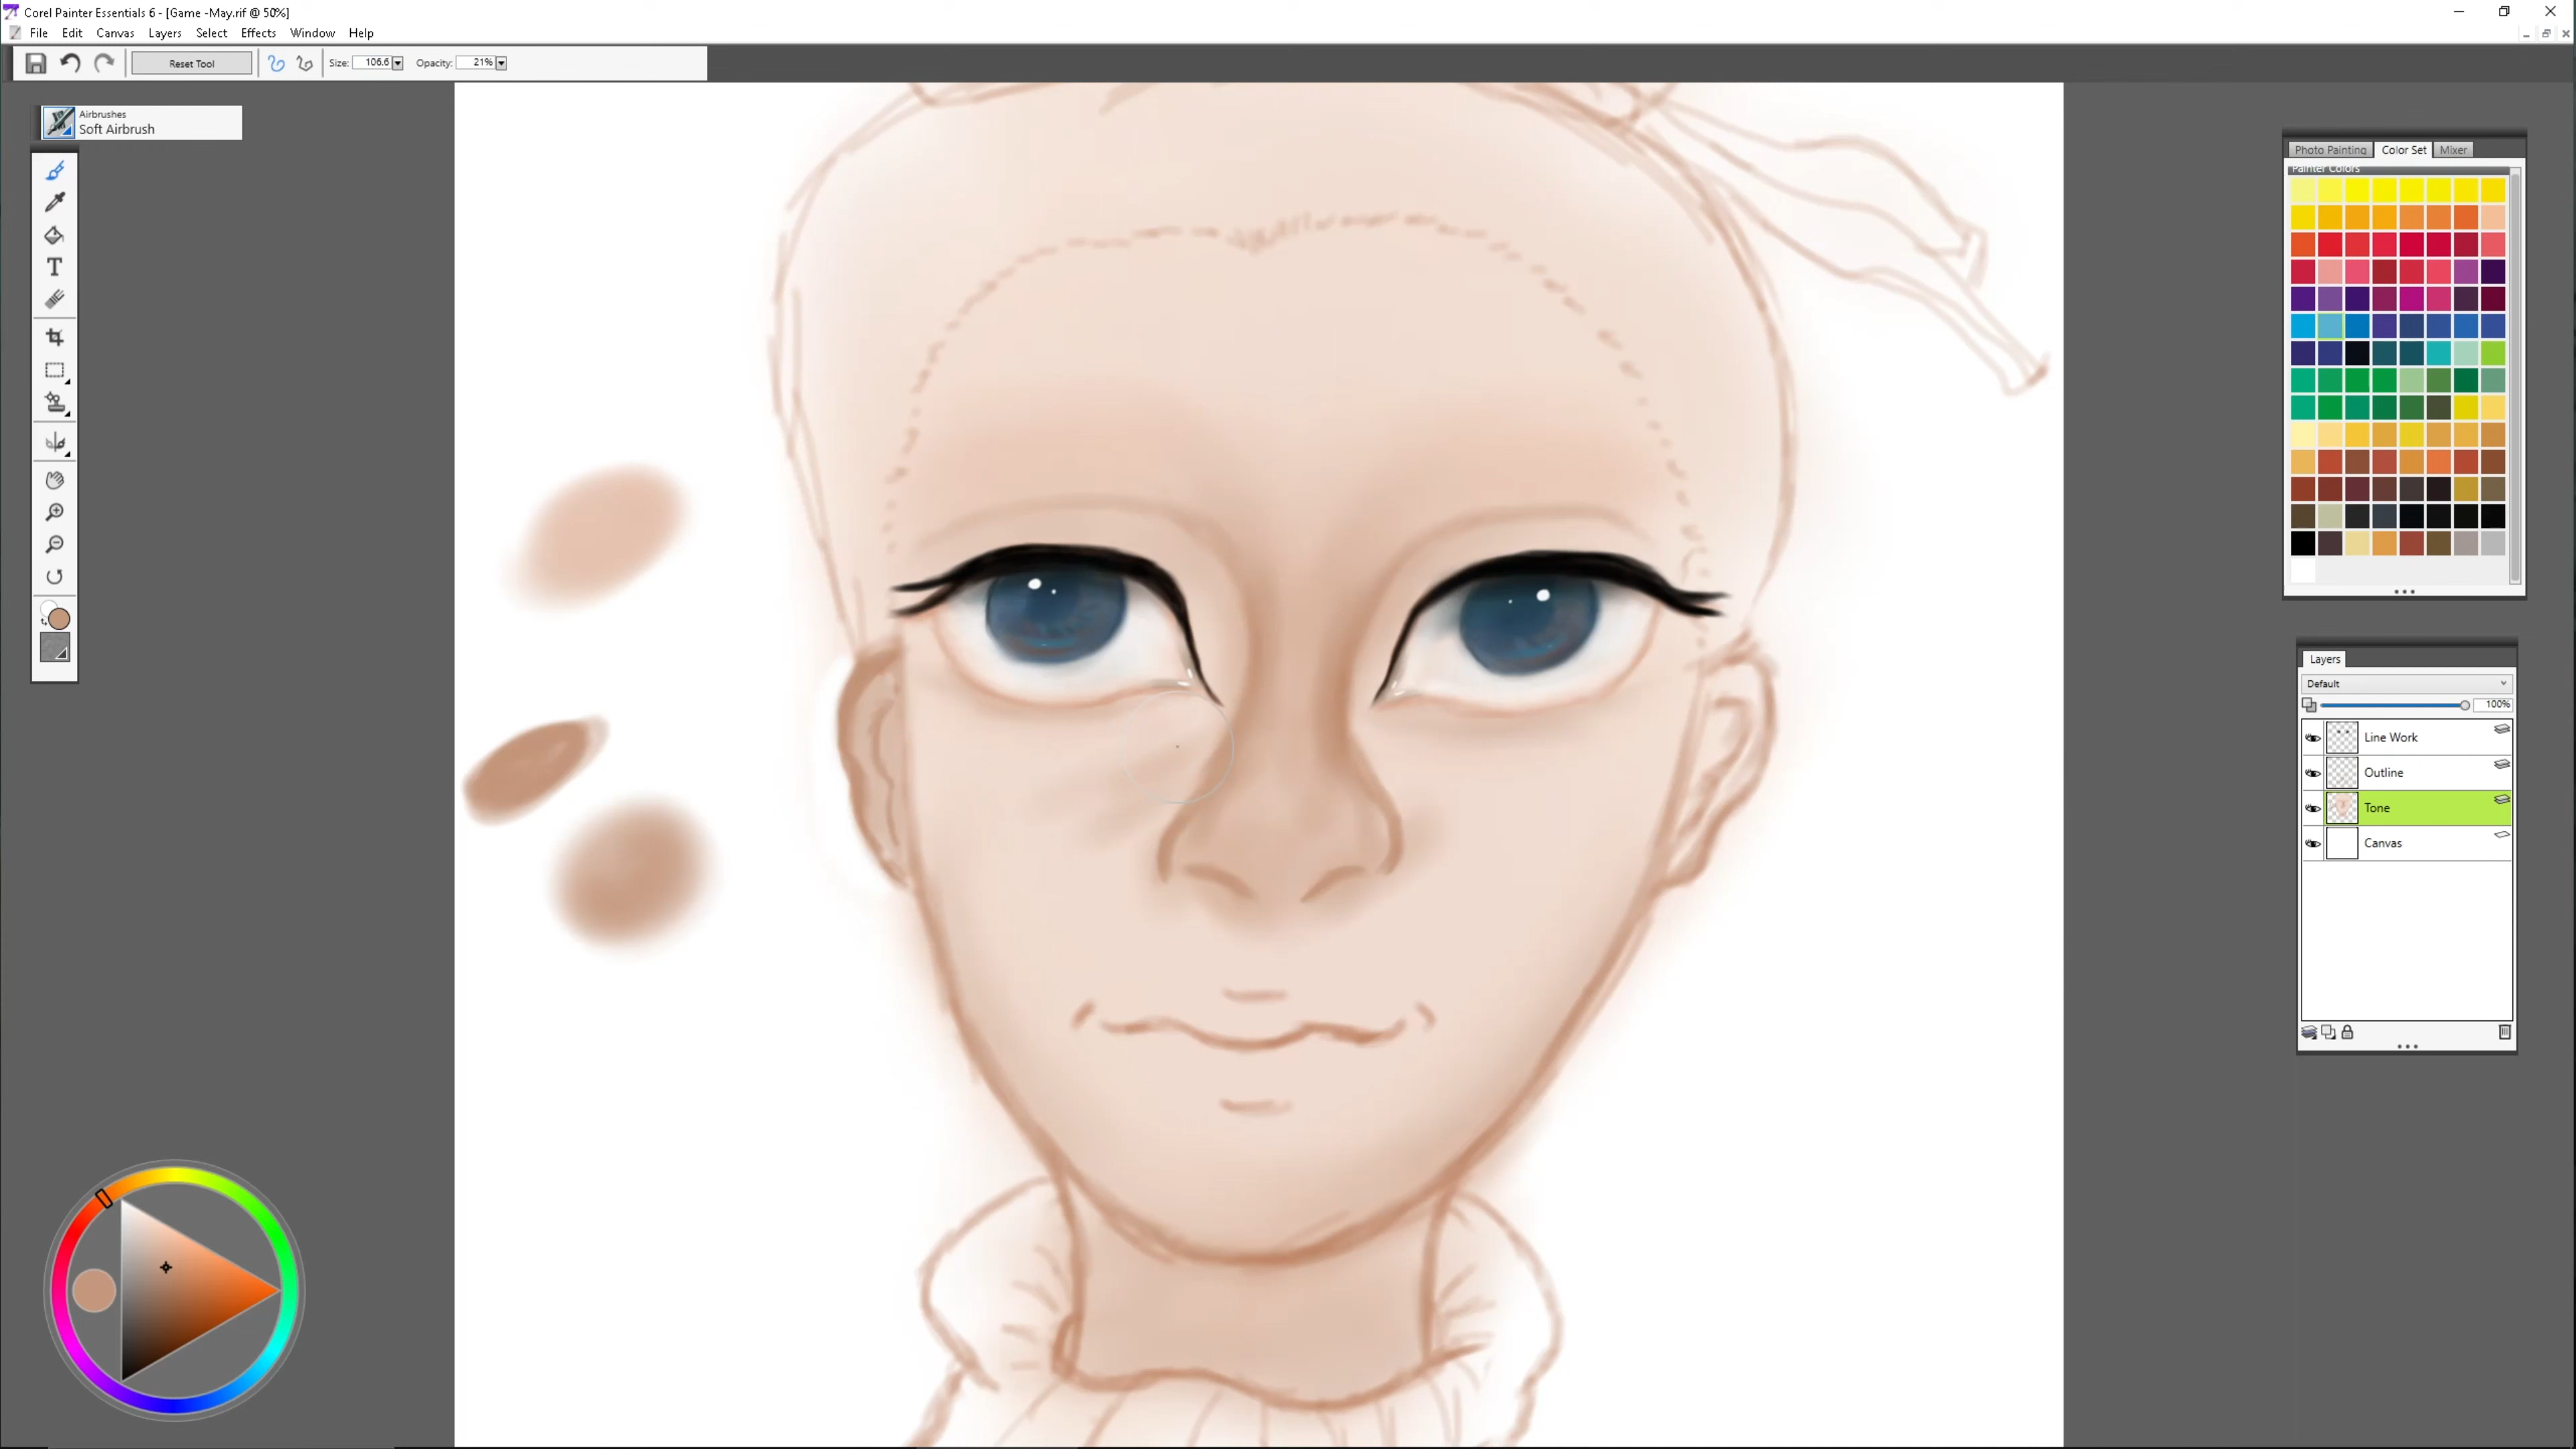 Corel Painter Essentials 6 - [Game -May.rif @ 50%]
File Edit Canvas Layers Select Effects Window Help
Reset Tool Size: 106.6 Opacity: 21%
Airbrushes
Soft Airbrush
T
Photo Painting Color Set Mixer
Painter Colors
Layers
Default
100%
Line Work
Outline
Tone
Canvas